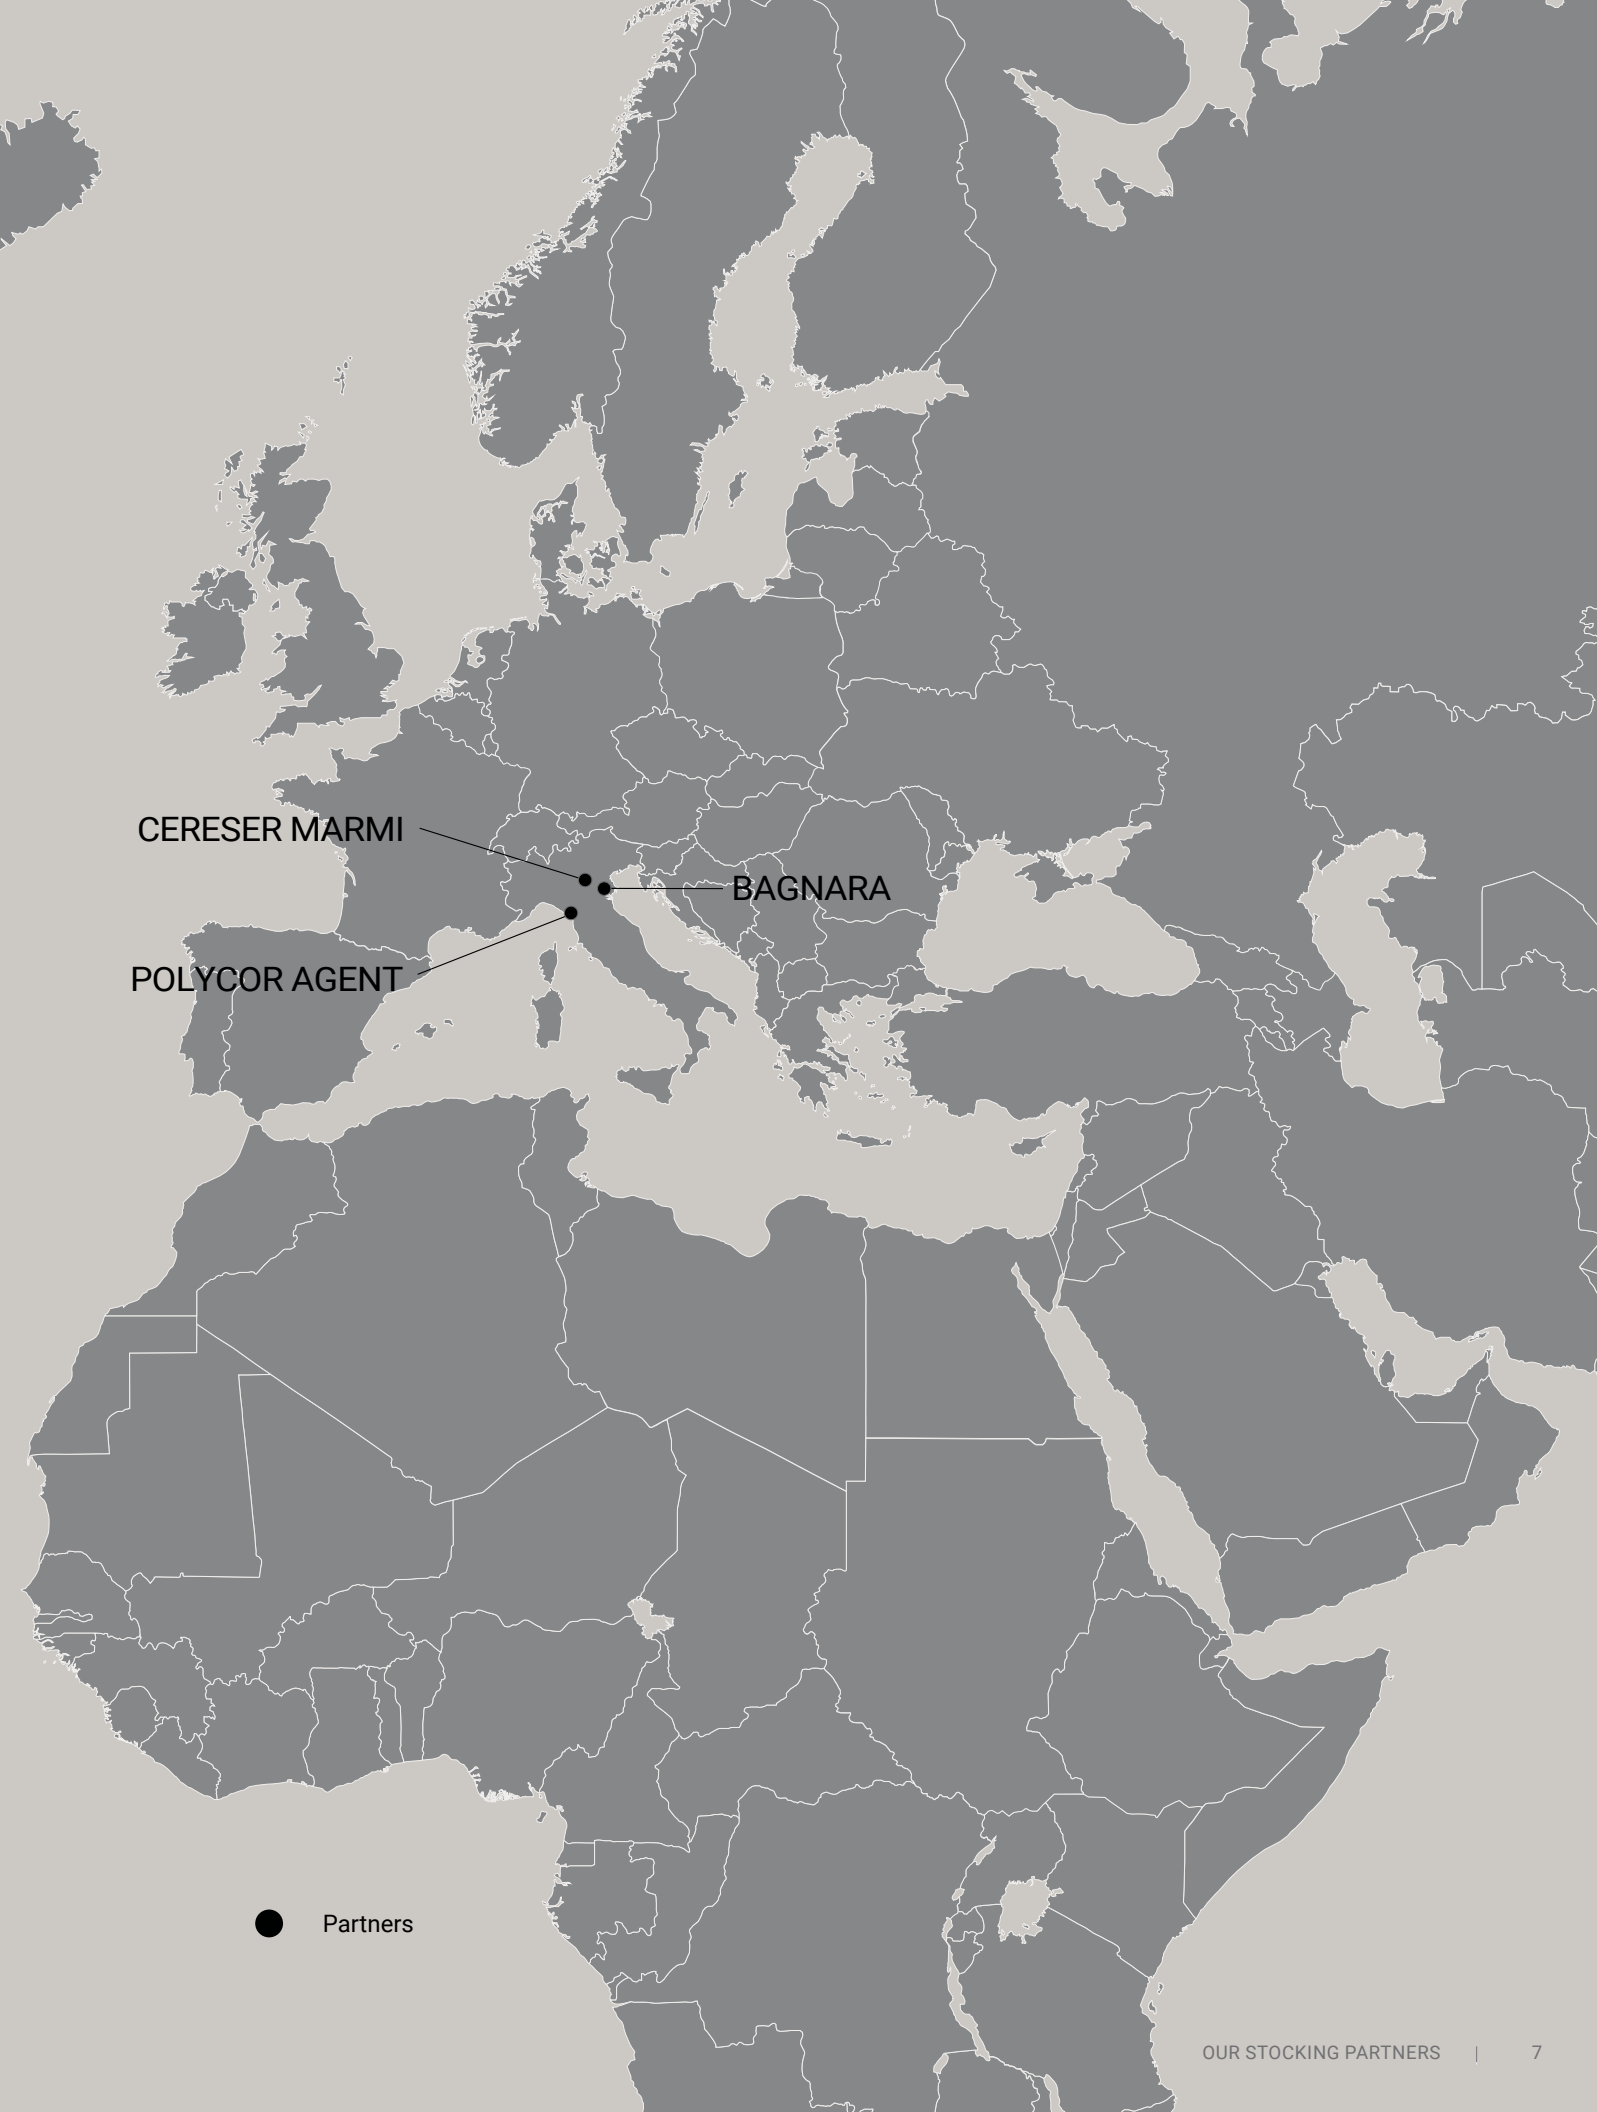 CERESER MARMI
BAGNARA
POLYCOR AGENT
Partners
OUR STOCKING PARTNERS | 7